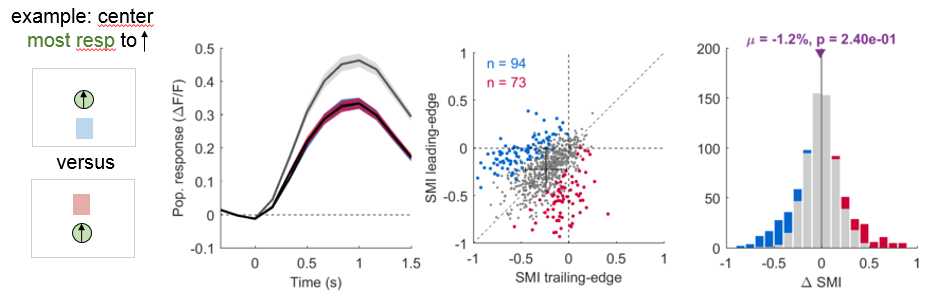 example: center
most resp to↑
versus
Pop. response (ΔF/F)
0.5
0.4
0.3
0.2
0.1
0
-0.1
0
0.5
1
1.5
Time (s)
SMI leading-edge
n = 94
n = 73
1
0.5
0
-0.5
-1
-1
-0.5
0
0.5
1
SMI trailing-edge
μ = -1.2%, p = 2.40e-01
200
150
100
50
0
-1
-0.5
0
0.5
1
Δ SMI